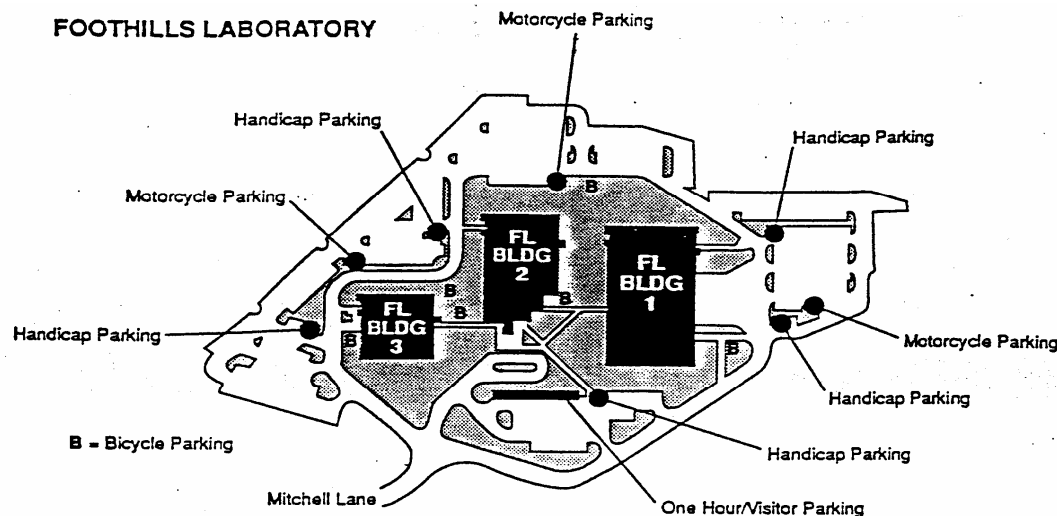 FOOTHILLS LABORATORY
Motorcycle Parking
Handicap Parking
Handicap Parking
Motorcycle Parking
B
FL
BLDG
2
FL
BLDG
1
B
B
B
FL
BLDG
3
B
B
Handicap Parking
Motorcycle Parking
Handicap Parking
B = Bicycle Parking
Handicap Parking
Mitchell Lane
One Hour/Visitor Parking